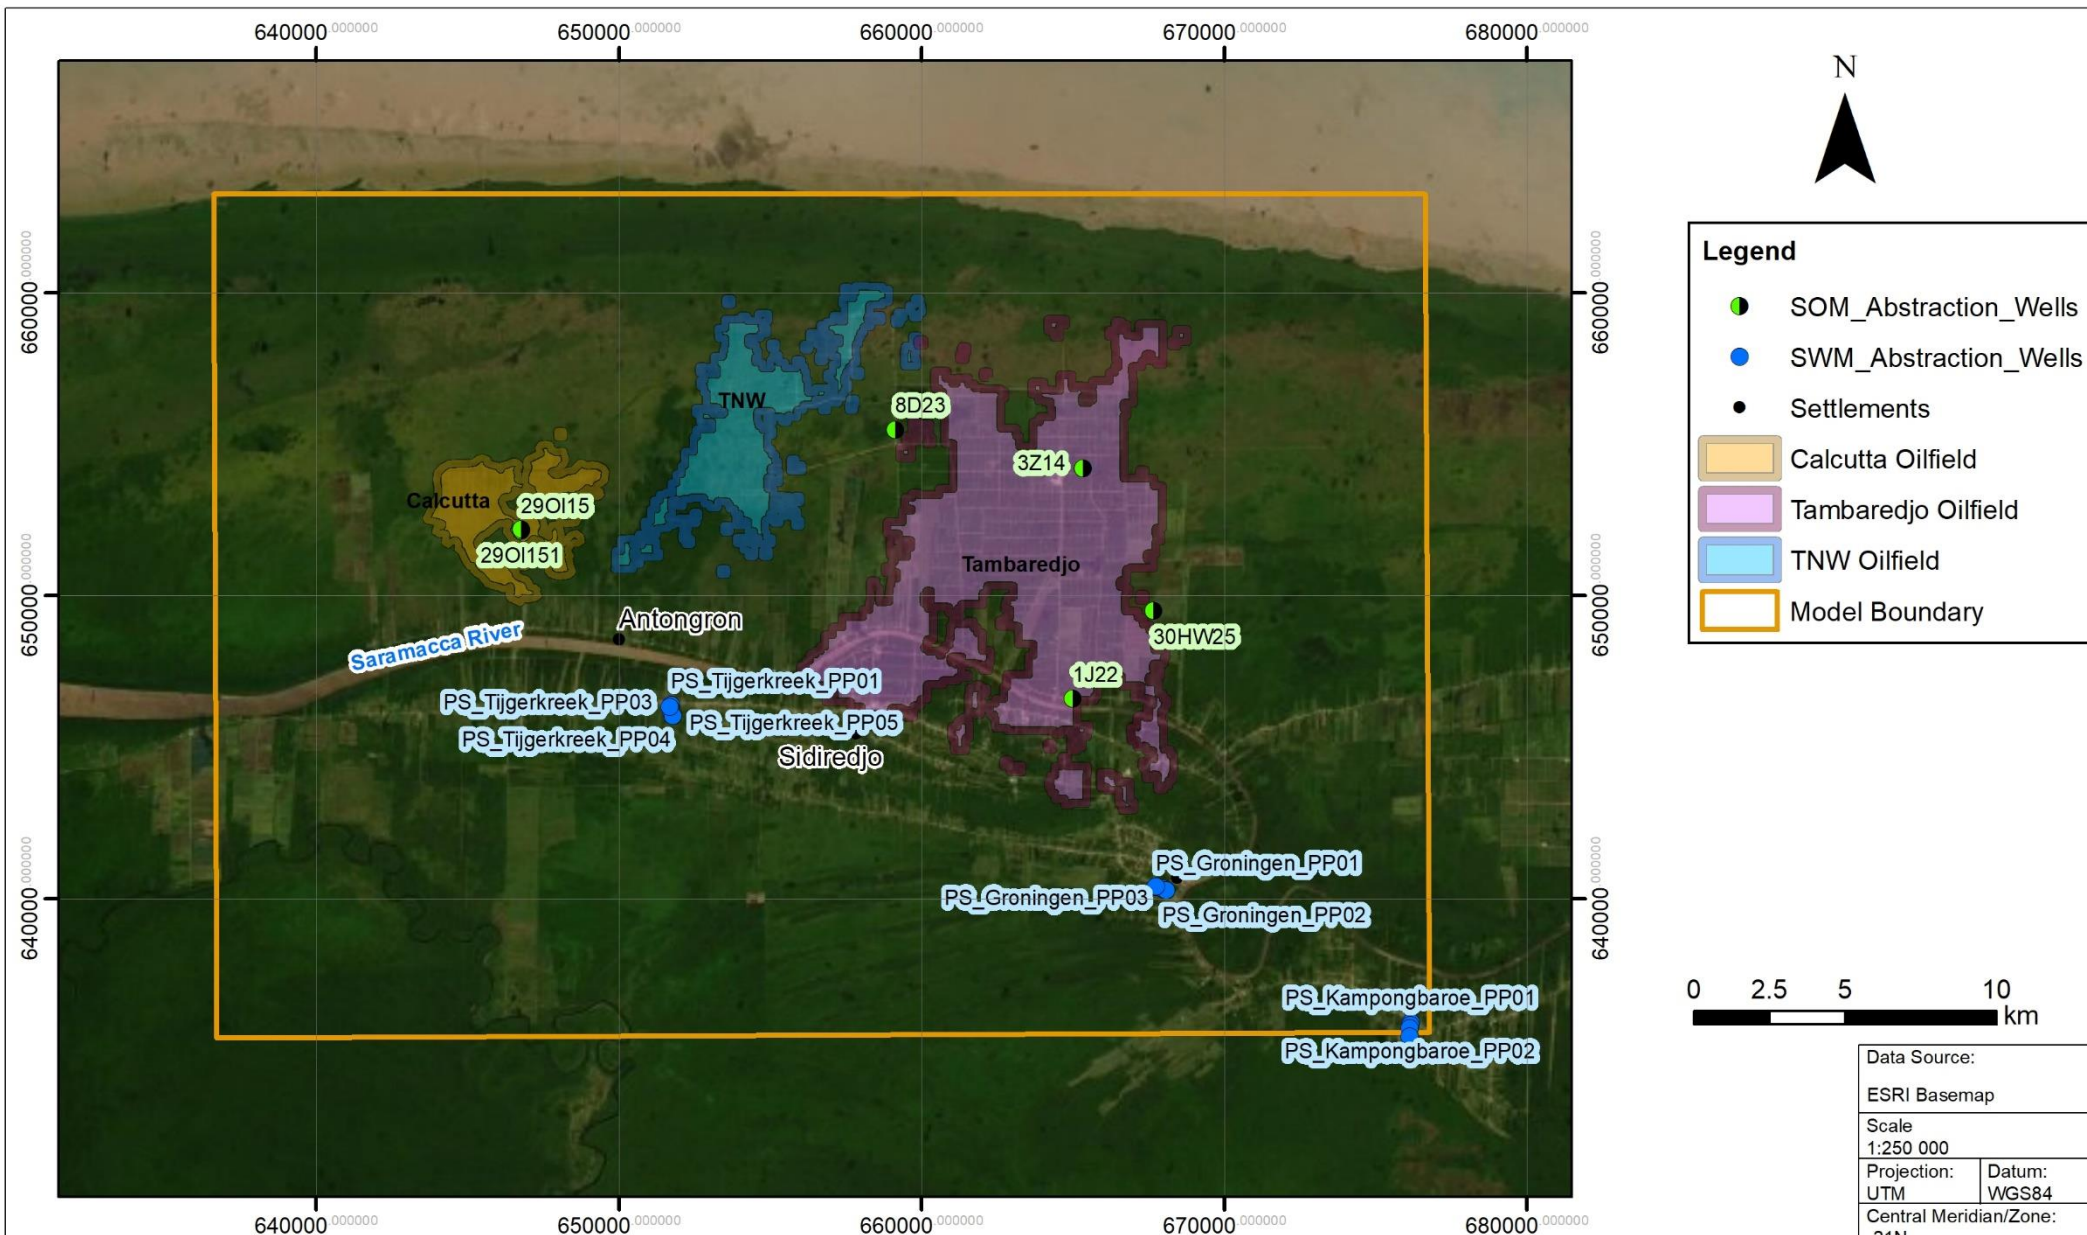 640000.000000 650000.000000 660000.000000 670000.000000 680000.000000
660000.000000
650000.000000
640000.000000
TNW
8D23
3Z14
Calcutta
29OI15
29OI151
Tambaredjo
Antongron
Saramacca River
30HW25
1J22
PS_Tijgerkreek_PP01
PS_Tijgerkreek_PP03
PS_Tijgerkreek_PP05
PS_Tijgerkreek_PP04
Sidiredjo
PS_Groningen_PP01
PS_Groningen_PP03
PS_Groningen_PP02
PS_Kampongbaroe_PP01
PS_Kampongbaroe_PP02
660000.000000
650000.000000
640000.000000
640000.000000 650000.000000 660000.000000 670000.000000 680000.000000
N
Legend
SOM_Abstraction_Wells
SWM_Abstraction_Wells
Settlements
Calcutta Oilfield
Tambaredjo Oilfield
TNW Oilfield
Model Boundary
0 2.5 5 10
km
Data Source:
ESRI Basemap
Scale
1:250 000
Projection: Datum:
UTM WGS84
Central Meridian/Zone: